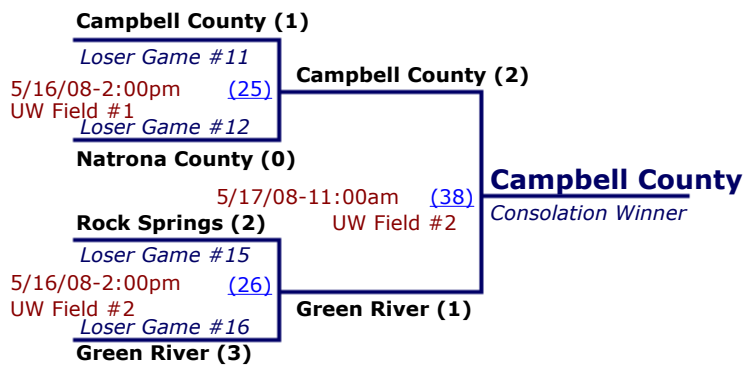 Campbell County (1)
Loser Game #11
Campbell County (2)
5/16/08-2:00pm (25)
UW Field #1
Loser Game #12
Natrona County (0)
Campbell County
5/17/08-11:00am (38)
Consolation Winner
Rock Springs (2)
UW Field #2
Loser Game #15
5/16/08-2:00pm (26)
UW Field #2
Green River (1)
Loser Game #16
Green River (3)